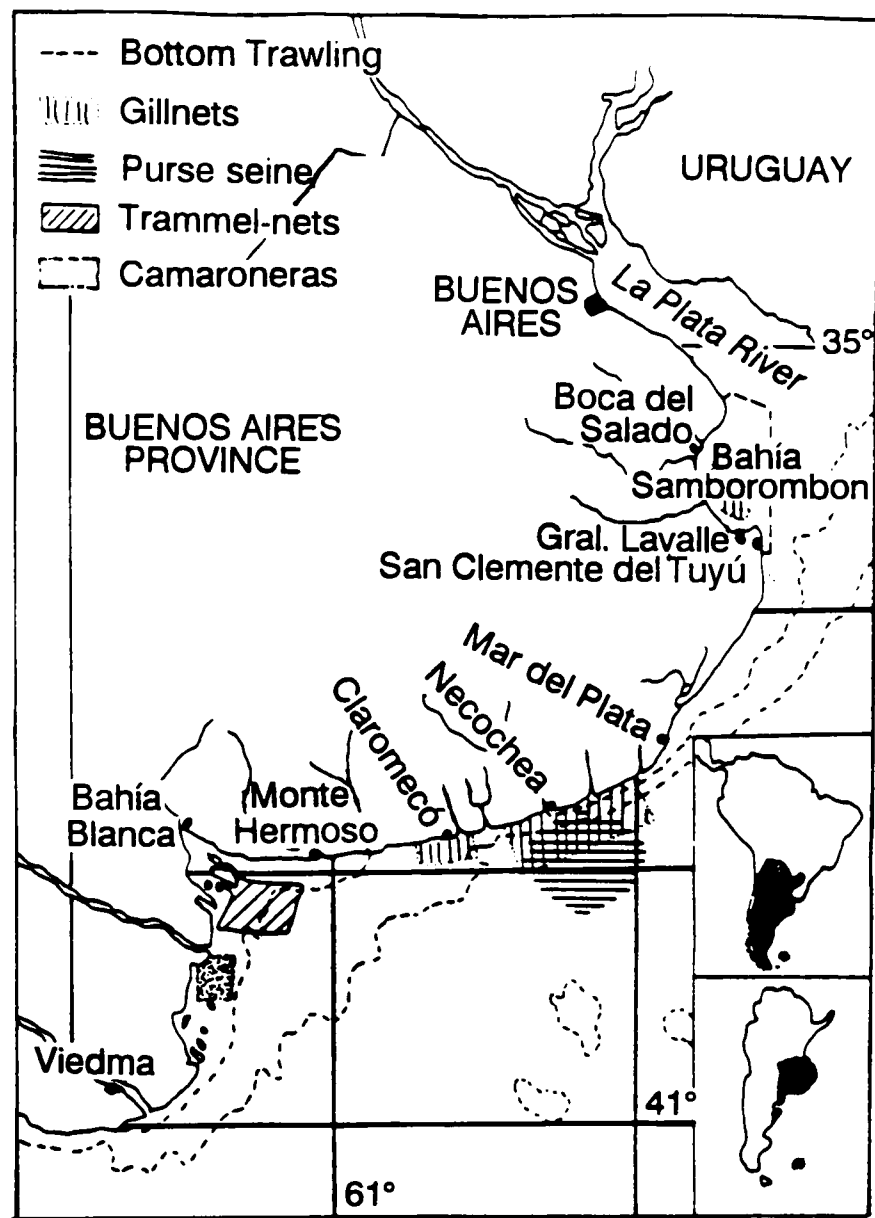 Bottom Trawling
Gillnets
Purse seine
Trammel-nets
Camaroneras
URUGUAY
BUENOS
AIRES
La Plata River
35°
Boca del
Salado
BUENOS AIRES
PROVINCE
Bahía
Samborombon
Gral. Lavalle
San Clemente del Tuyú
Mar del Plata
Necochea
Claromecó
Bahía
Blanca
Monte
Hermoso
Viedma
41°
61°